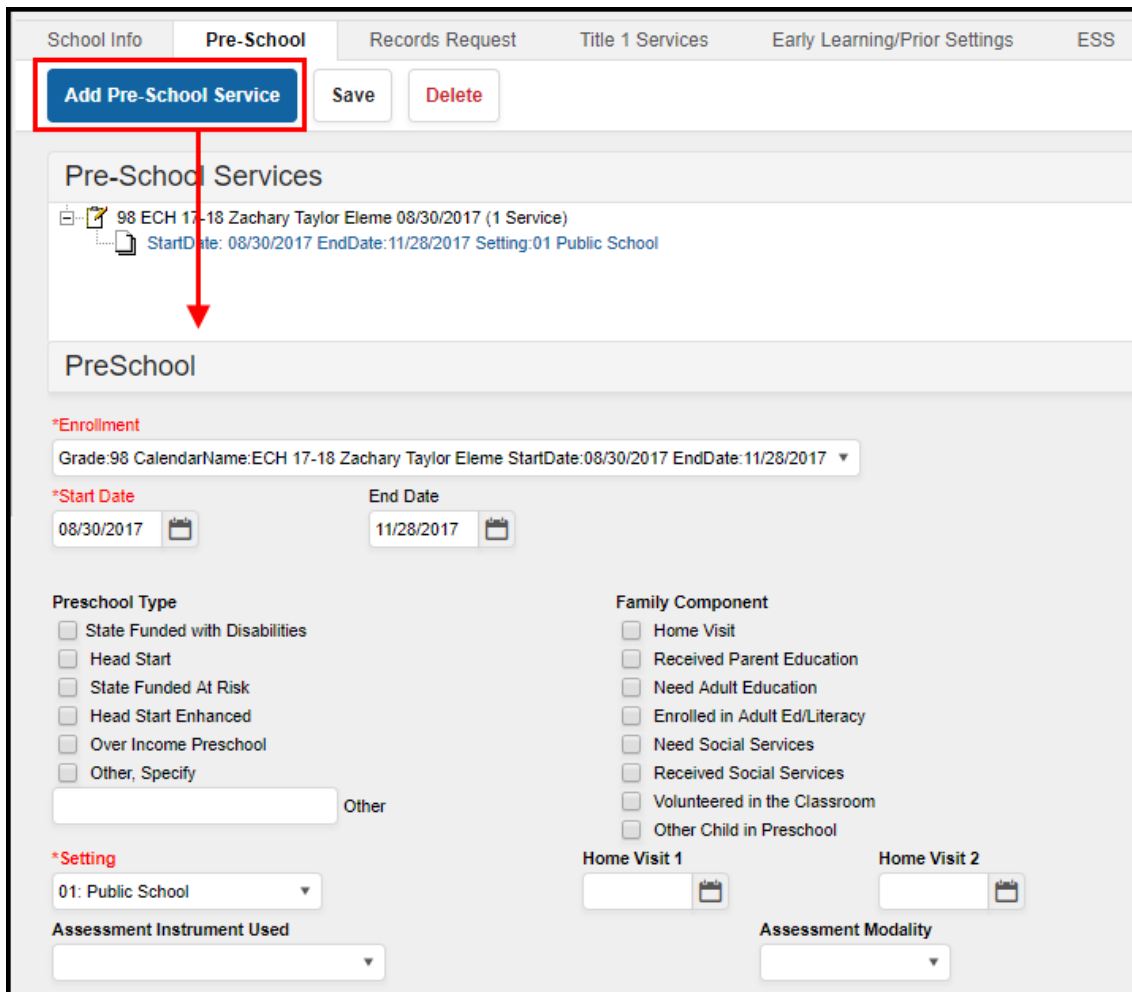 School Info Pre-School Records Request Title 1 Services Early Learning/Prior Settings ESS
Add Pre-School Service Save Delete
Pre-School Services
98 ECH 17-18 Zachary Taylor Eleme 08/30/2017 (1 Service)
StartDate: 08/30/2017 EndDate:11/28/2017 Setting:01 Public School
PreSchool
*Enrollment
Grade:98 CalendarName:ECH 17-18 Zachary Taylor Eleme StartDate:08/30/2017 EndDate:11/28/2017
*Start Date End Date
08/30/2017 11/28/2017
Preschool Type Family Component
State Funded with Disabilities Home Visit
Head Start Received Parent Education
State Funded At Risk Need Adult Education
Head Start Enhanced Enrolled in Adult Ed/Literacy
Over Income Preschool Need Social Services
Other, Specify Received Social Services
Other Volunteered in the Classroom
Other Child in Preschool
*Setting Home Visit 1 Home Visit 2
01: Public School
Assessment Instrument Used Assessment Modality